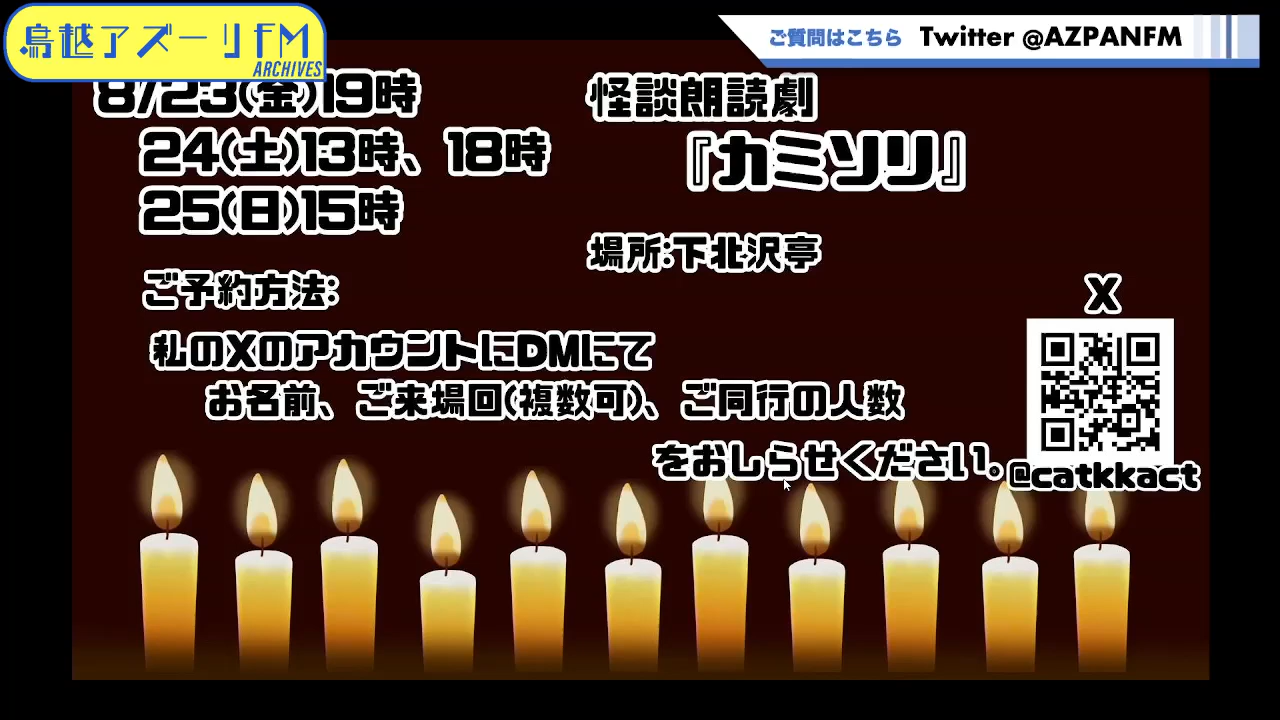 鳥越アズーリFM
ARCHIVES
ご質問はこちら Twitter @AZPANFM
8/23(金)19時
24(土)13時、18時
25(日)15時
怪談朗読劇
『カミソリ』
場所:下北沢亭
ご予約方法:
私のXのアカウントにDMにて
お名前、ご来場回(複数可)、ご同行の人数
をおしらせください。
X
@catkkact